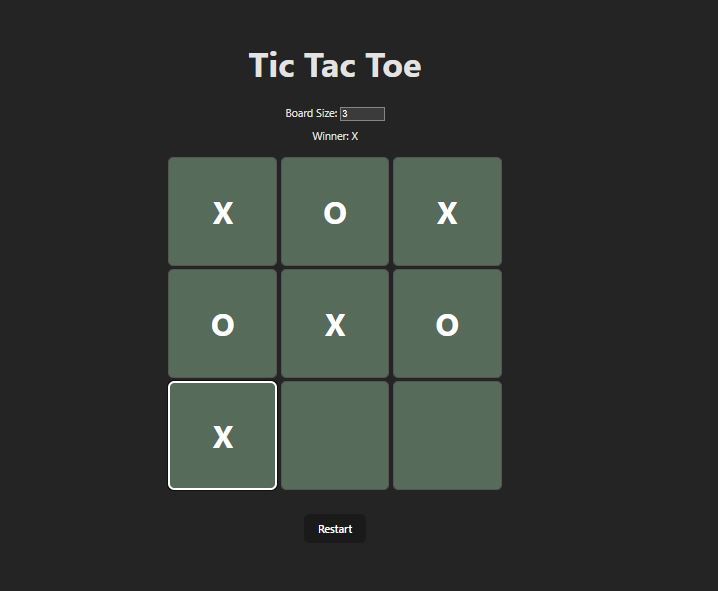 Tic Tac Toe
Board Size: 3
Winner: X
X O X
O X O
X
Restart